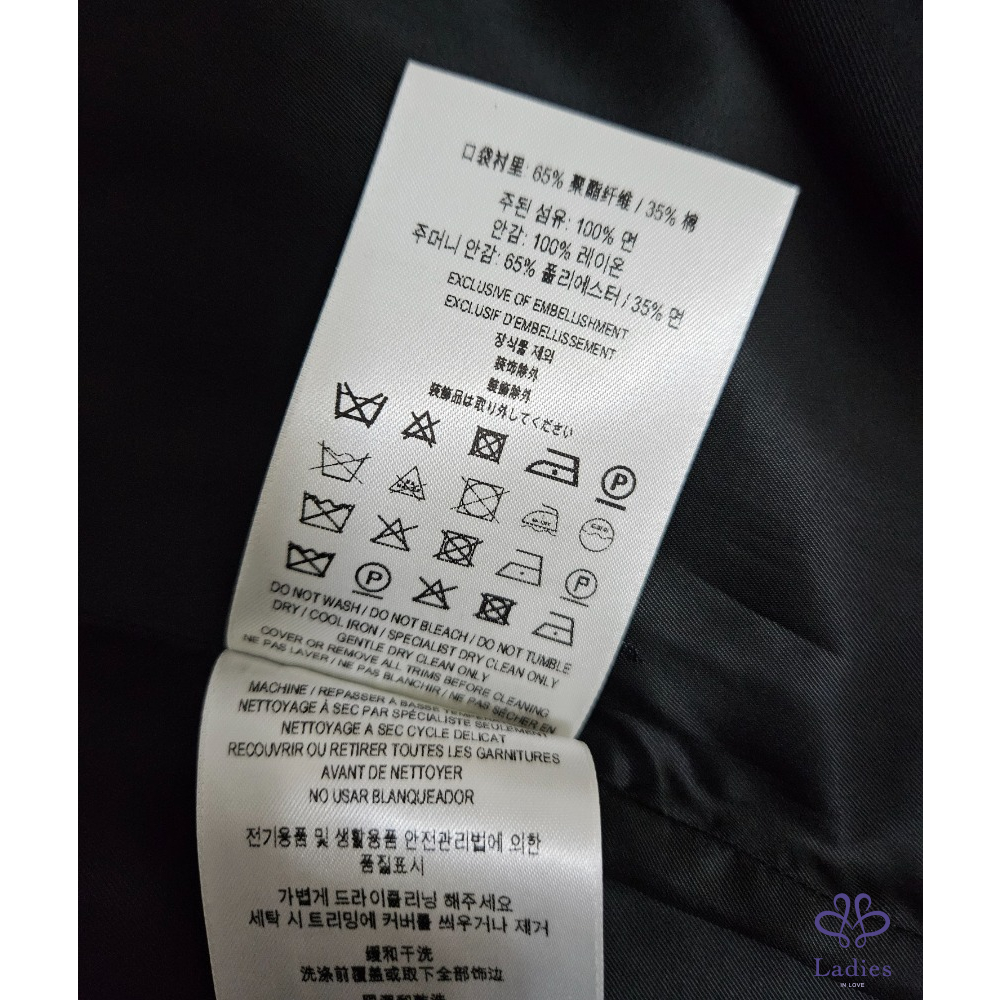 口袋衬里: 65% 聚酯纤维 / 35% 棉
주된 섬유: 100% 면
안감: 100% 레이온
주머니 안감: 65% 폴리에스터 / 35% 면
EXCLUSIVE OF EMBELLISHMENT
EXCLUSIF D'EMBELLISSEMENT
장식물 제외
装饰除外
裝飾除外
装飾品は取り外してください
P
P
P
DO NOT WASH / DO NOT BLEACH / DO NOT TUMBLE
DRY / COOL IRON / SPECIALIST DRY CLEAN ONLY
GENTLE DRY CLEAN ONLY
COVER OR REMOVE ALL TRIMS BEFORE CLEANING
NE PAS LAVER / NE PAS BLANCHIR / NE PAS SÉCHER EN
MACHINE / REPASSER À BASSE
NETTOYAGE À SEC PAR SPÉCIALISTE SEULEMENT
NETTOYAGE A SEC CYCLE DELICAT
RECOUVRIR OU RETIRER TOUTES LES GARNITURES
AVANT DE NETTOYER
NO USAR BLANQUEADOR
전기용품 및 생활용품 안전관리법에 의한
품질표시
가볍게 드라이클리닝 해주세요
세탁 시 트리밍에 커버를 씌우거나 제거
缓和干洗
洗涤前覆盖或取下全部饰边
Ladies
IN LOVE